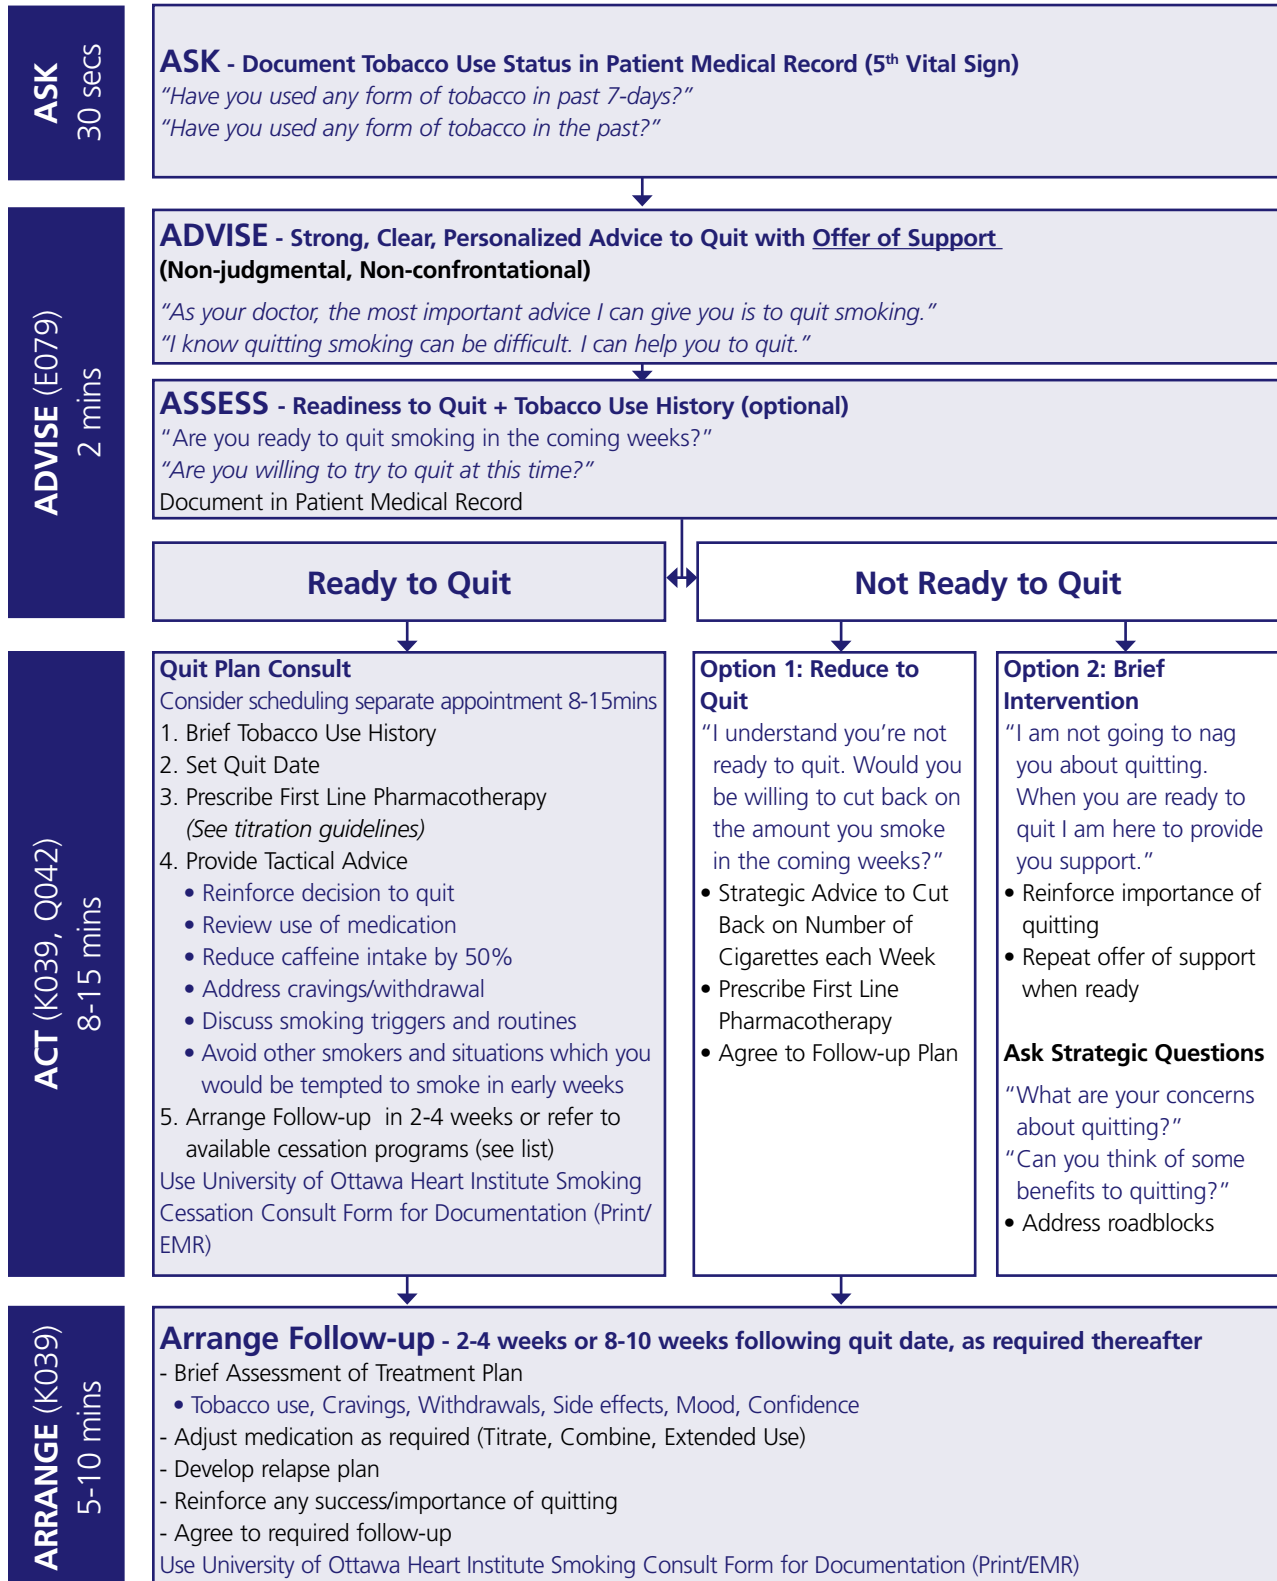 ASK
30 secs
ASK - Document Tobacco Use Status in Patient Medical Record (5th Vital Sign)
“Have you used any form of tobacco in past 7-days?”
“Have you used any form of tobacco in the past?”
ADVISE (E079)
2 mins
ADVISE - Strong, Clear, Personalized Advice to Quit with Offer of Support
(Non-judgmental, Non-confrontational)
“As your doctor, the most important advice I can give you is to quit smoking.”
“I know quitting smoking can be difficult. I can help you to quit.”
ASSESS - Readiness to Quit + Tobacco Use History (optional)
“Are you ready to quit smoking in the coming weeks?”
“Are you willing to try to quit at this time?”
Document in Patient Medical Record
Ready to Quit
Not Ready to Quit
ACT (K039, Q042)
8-15 mins
Quit Plan Consult
Consider scheduling separate appointment 8-15mins
1. Brief Tobacco Use History
2. Set Quit Date
3. Prescribe First Line Pharmacotherapy
(See titration guidelines)
4. Provide Tactical Advice
• Reinforce decision to quit
• Review use of medication
• Reduce caffeine intake by 50%
• Address cravings/withdrawal
• Discuss smoking triggers and routines
• Avoid other smokers and situations which you
would be tempted to smoke in early weeks
5. Arrange Follow-up in 2-4 weeks or refer to
available cessation programs (see list)
Use University of Ottawa Heart Institute Smoking
Cessation Consult Form for Documentation (Print/
EMR)
Option 1: Reduce to
Quit
“I understand you’re not
ready to quit. Would you
be willing to cut back on
the amount you smoke
in the coming weeks?”
• Strategic Advice to Cut
Back on Number of
Cigarettes each Week
• Prescribe First Line
Pharmacotherapy
• Agree to Follow-up Plan
Option 2: Brief
Intervention
“I am not going to nag
you about quitting.
When you are ready to
quit I am here to provide
you support.”
• Reinforce importance of
quitting
• Repeat offer of support
when ready
Ask Strategic Questions
“What are your concerns
about quitting?”
“Can you think of some
benefits to quitting?”
• Address roadblocks
ARRANGE (K039)
5-10 mins
Arrange Follow-up - 2-4 weeks or 8-10 weeks following quit date, as required thereafter
- Brief Assessment of Treatment Plan
• Tobacco use, Cravings, Withdrawals, Side effects, Mood, Confidence
- Adjust medication as required (Titrate, Combine, Extended Use)
- Develop relapse plan
- Reinforce any success/importance of quitting
- Agree to required follow-up
Use University of Ottawa Heart Institute Smoking Consult Form for Documentation (Print/EMR)